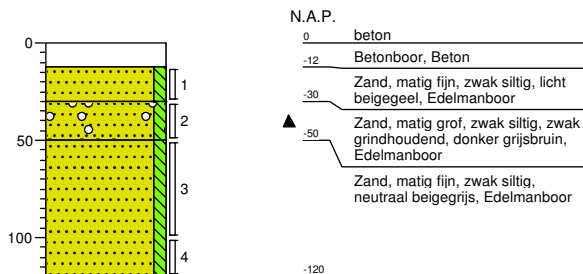 N.A.P.
0
0 beton
-12 Betonboor, Beton
1
Zand, matig fijn, zwak siltig, licht
-30 beigegeel, Edelmanboor
2
Zand, matig grof, zwak siltig, zwak
grindhoudend, donker grijsbruin,
50
-50 Edelmanboor
3
Zand, matig fijn, zwak siltig,
neutraal beigegrijs, Edelmanboor
100
4
-120